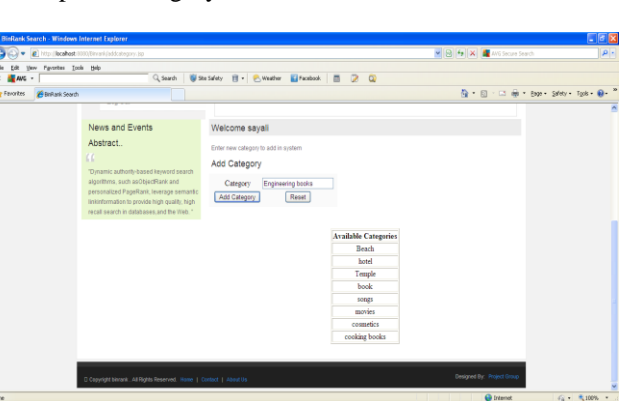 BinRank Search - Windows Internet Explorer
http://localhost:8080/binrank/addcategory.jsp
AVG Secure Search
Edit View Favorites Tools Help
AVG
Search
Site Safety
Weather
Facebook
Favorites
BinRank Search
Page
Safety
Tools
News and Events
Abstract..
"Dynamic authority-based keyword search
algorithms, such asObjectRank and
personalized PageRank, leverage semantic
linkinformation to provide high quality, high
recall search in databases,and the Web. "
Welcome sayali
Enter new category to add in system
Add Category
Category Engineering books
Add Category Reset
Available Categories
Beach
hotel
Temple
book
songs
movies
cosmetics
cooking books
Copyright binrank . All Rights Reserved. Home | Contact | About Us
Designed By: Project Group
Internet
100%